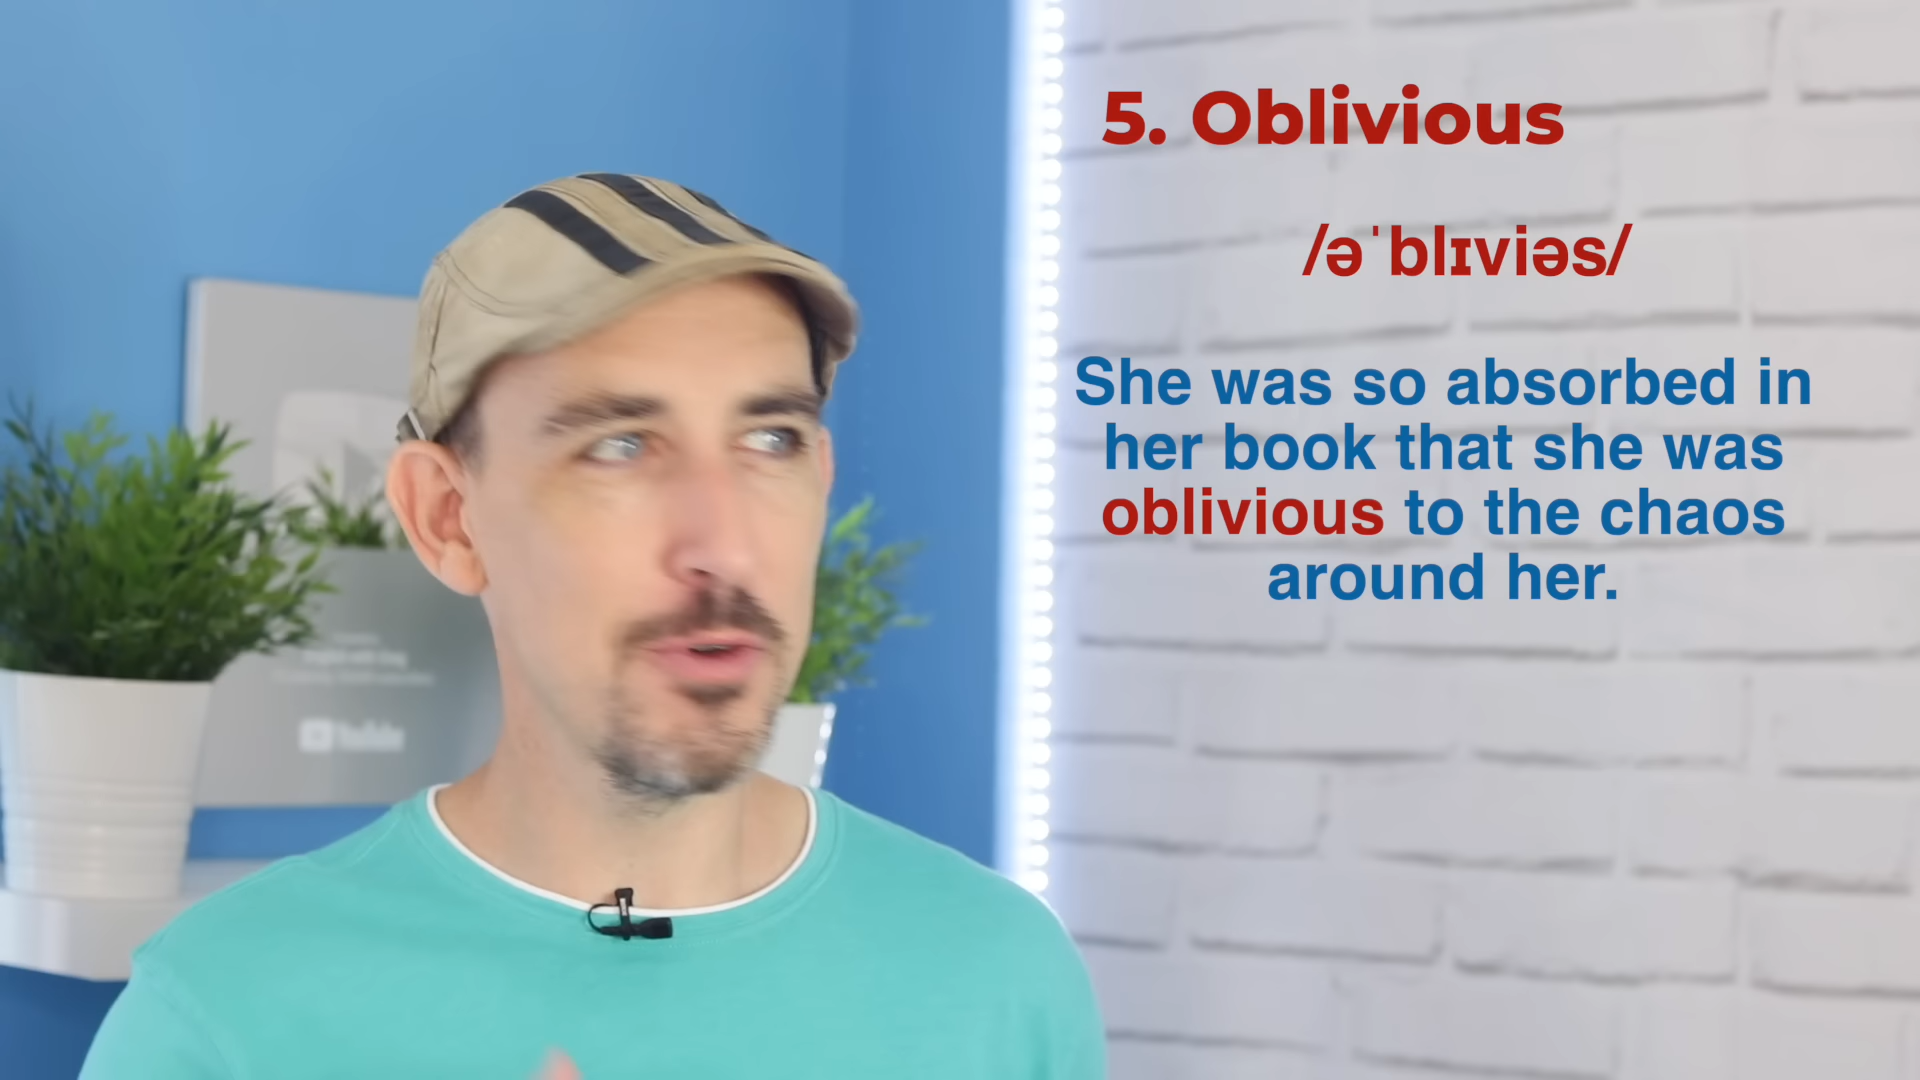 5. Oblivious
/əˈblɪviəs/
She was so absorbed in
her book that she was
oblivious to the chaos
around her.
YouTube